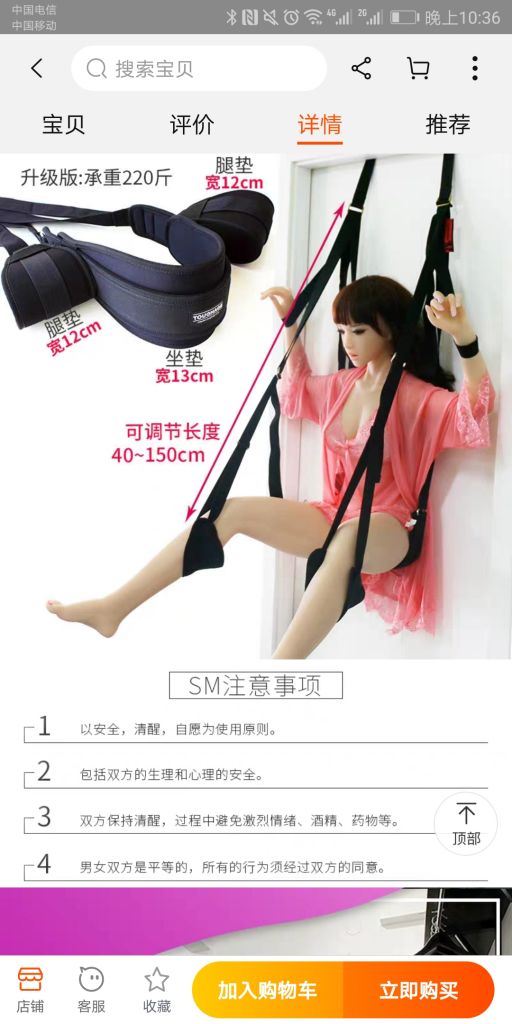 中国电信
中国移动
4G
2G
晚上10:36
搜索宝贝
宝贝
评价
详情
推荐
升级版:承重220斤
腿垫
宽12cm
TOUGHAGE
腿垫
宽12cm
坐垫
宽13cm
可调节长度
40~150cm
SM注意事项
1 以安全，清醒，自愿为使用原则。
2 包括双方的生理和心理的安全。
3 双方保持清醒，过程中避免激烈情绪、酒精、药物等。
4 男女双方是平等的，所有的行为须经过双方的同意。
顶部
店铺
客服
收藏
加入购物车
立即购买